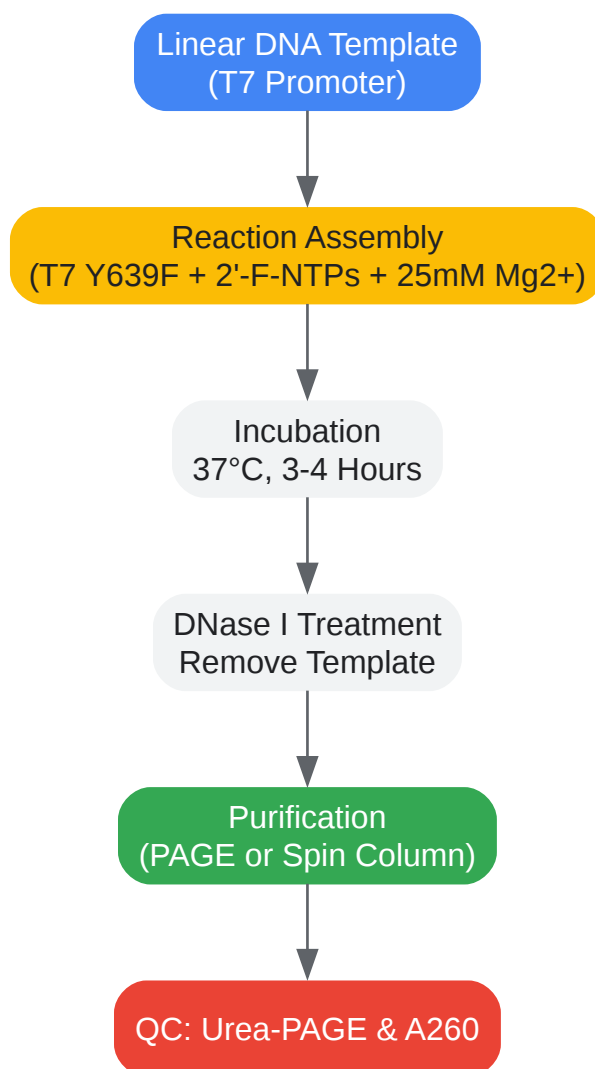 Linear DNA Template
(T7 Promoter)
Reaction Assembly
(T7 Y639F + 2'-F-NTPs + 25mM Mg2+)
Incubation
37°C, 3-4 Hours
DNase I Treatment
Remove Template
Purification
(PAGE or Spin Column)
QC: Urea-PAGE & A260